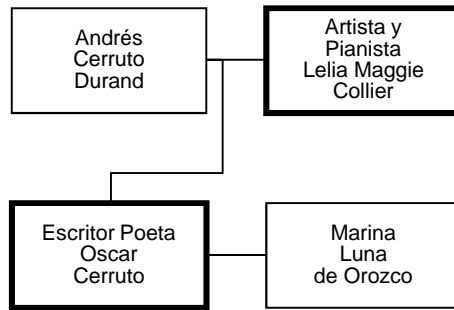 Andrés
Cerruto
Durand
Artista y
Pianista
Lelia Maggie
Collier
Escritor Poeta
Oscar
Cerruto
Marina
Luna
de Orozco